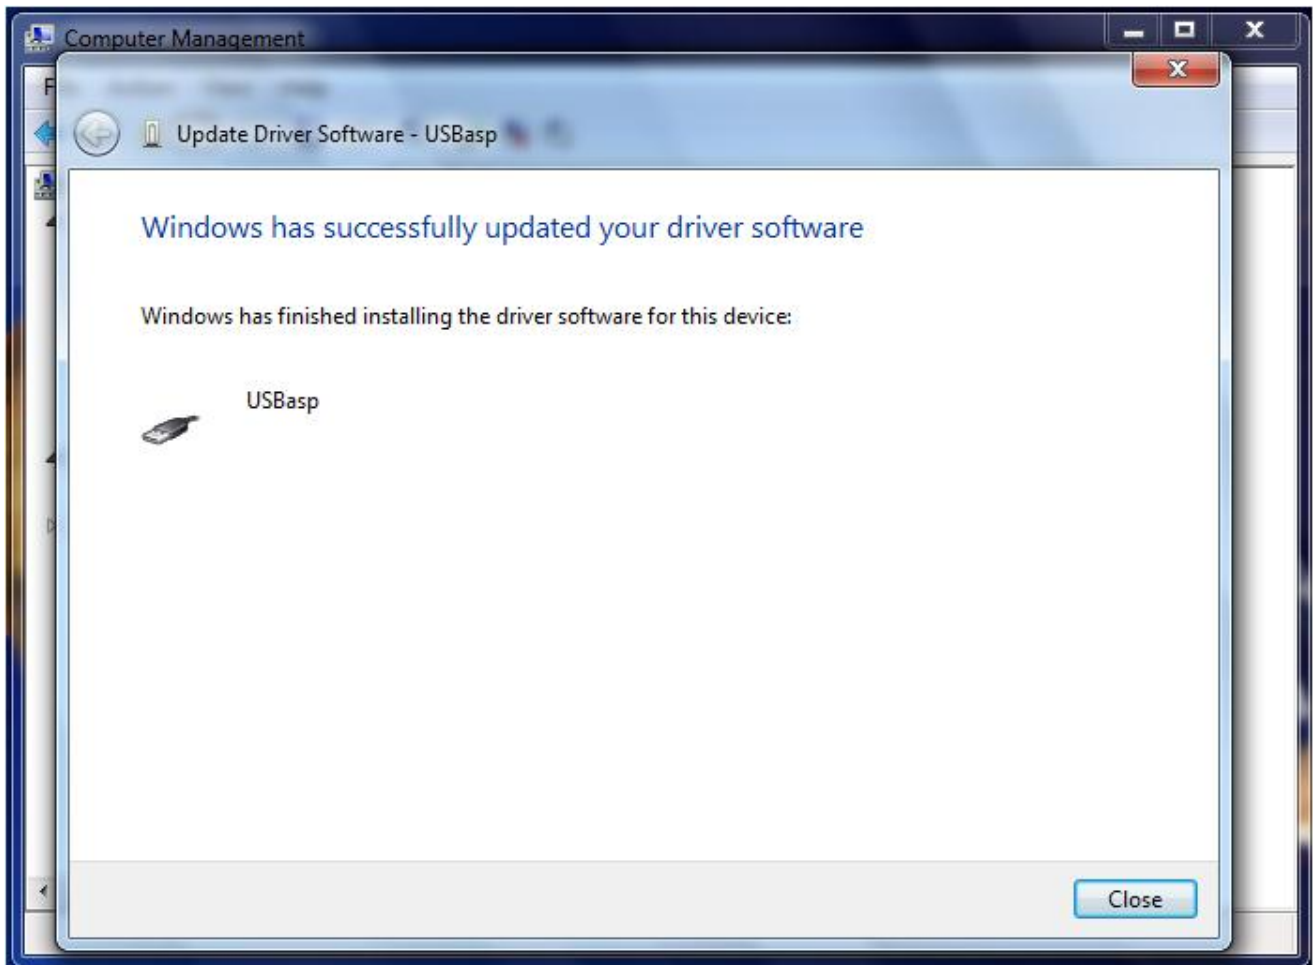 Computer Management
F
Update Driver Software - USBasp
Windows has successfully updated your driver software
Windows has finished installing the driver software for this device:
USBasp
Close